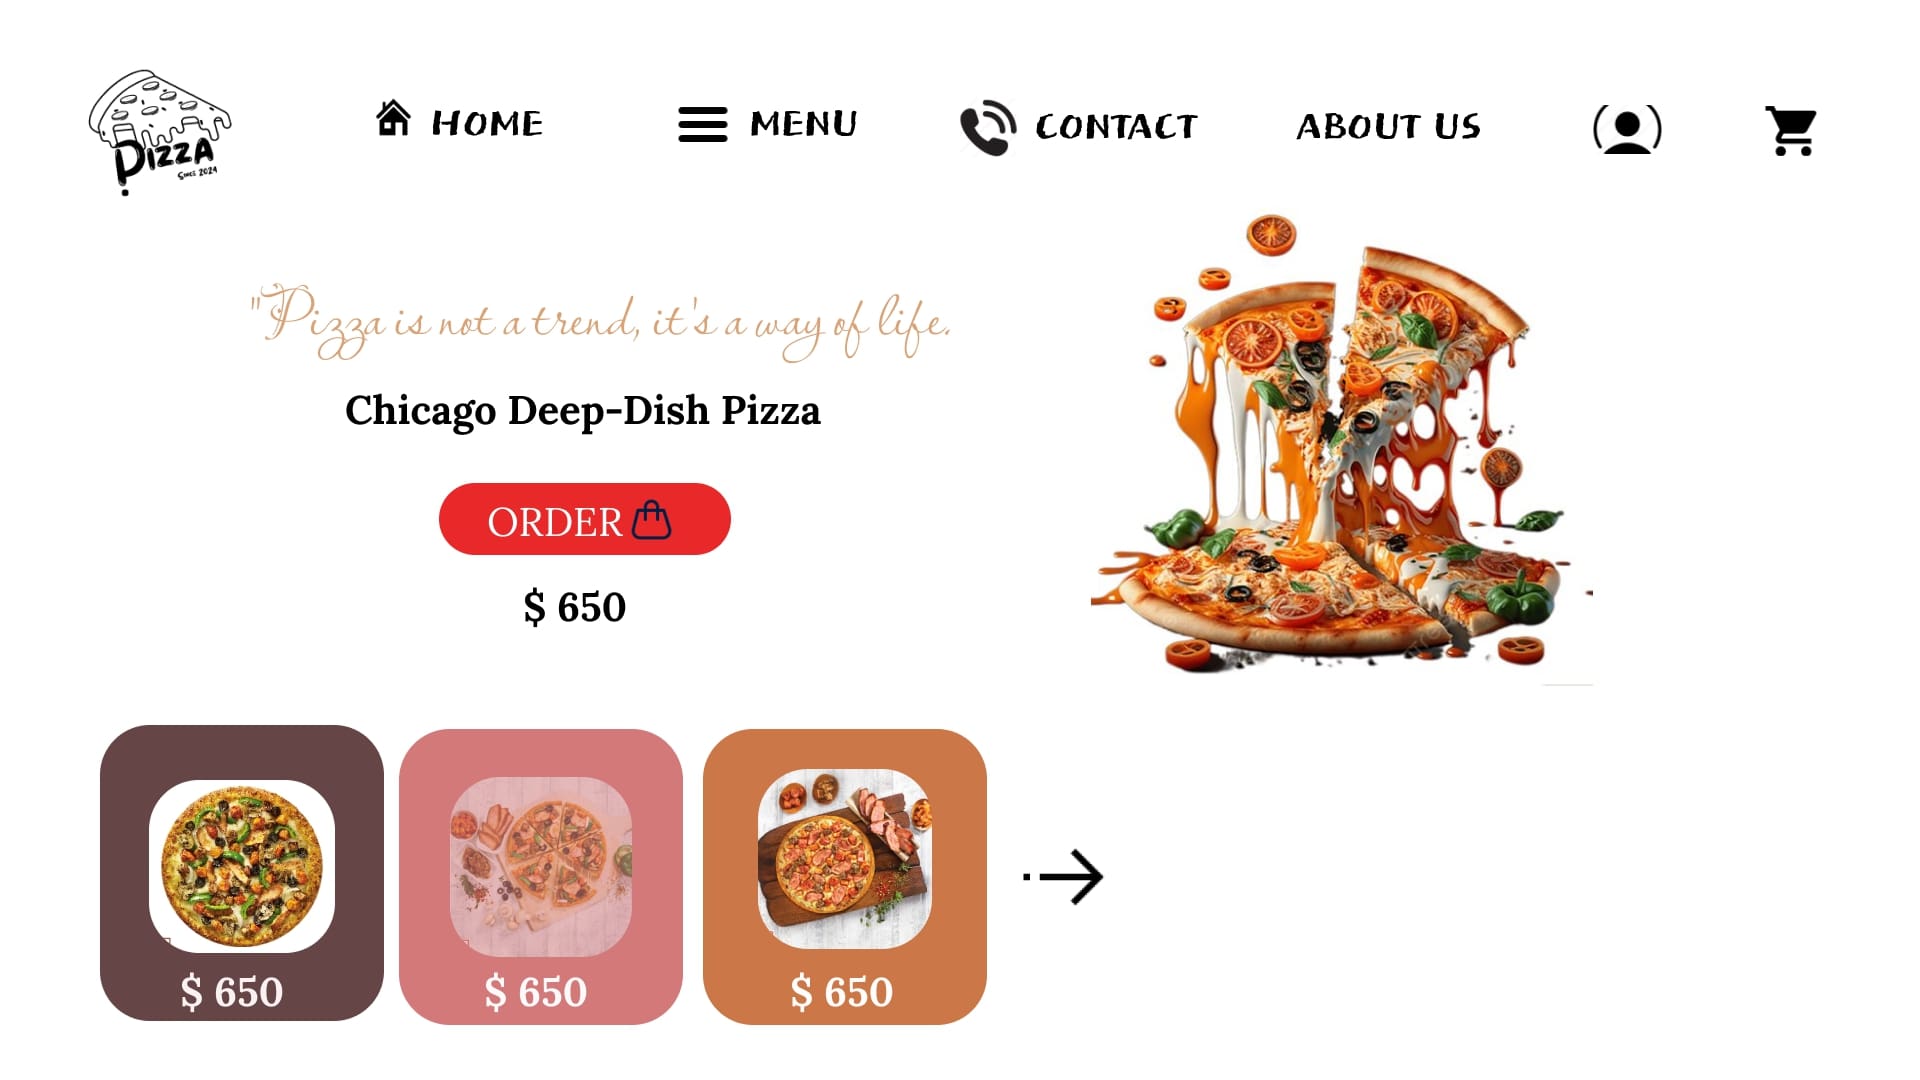 PIZZA
SINCE 2024
HOME
MENU
CONTACT
ABOUT US
"Pizza is not a trend, it's a way of life.
Chicago Deep-Dish Pizza
ORDER
$ 650
$ 650
$ 650
$ 650